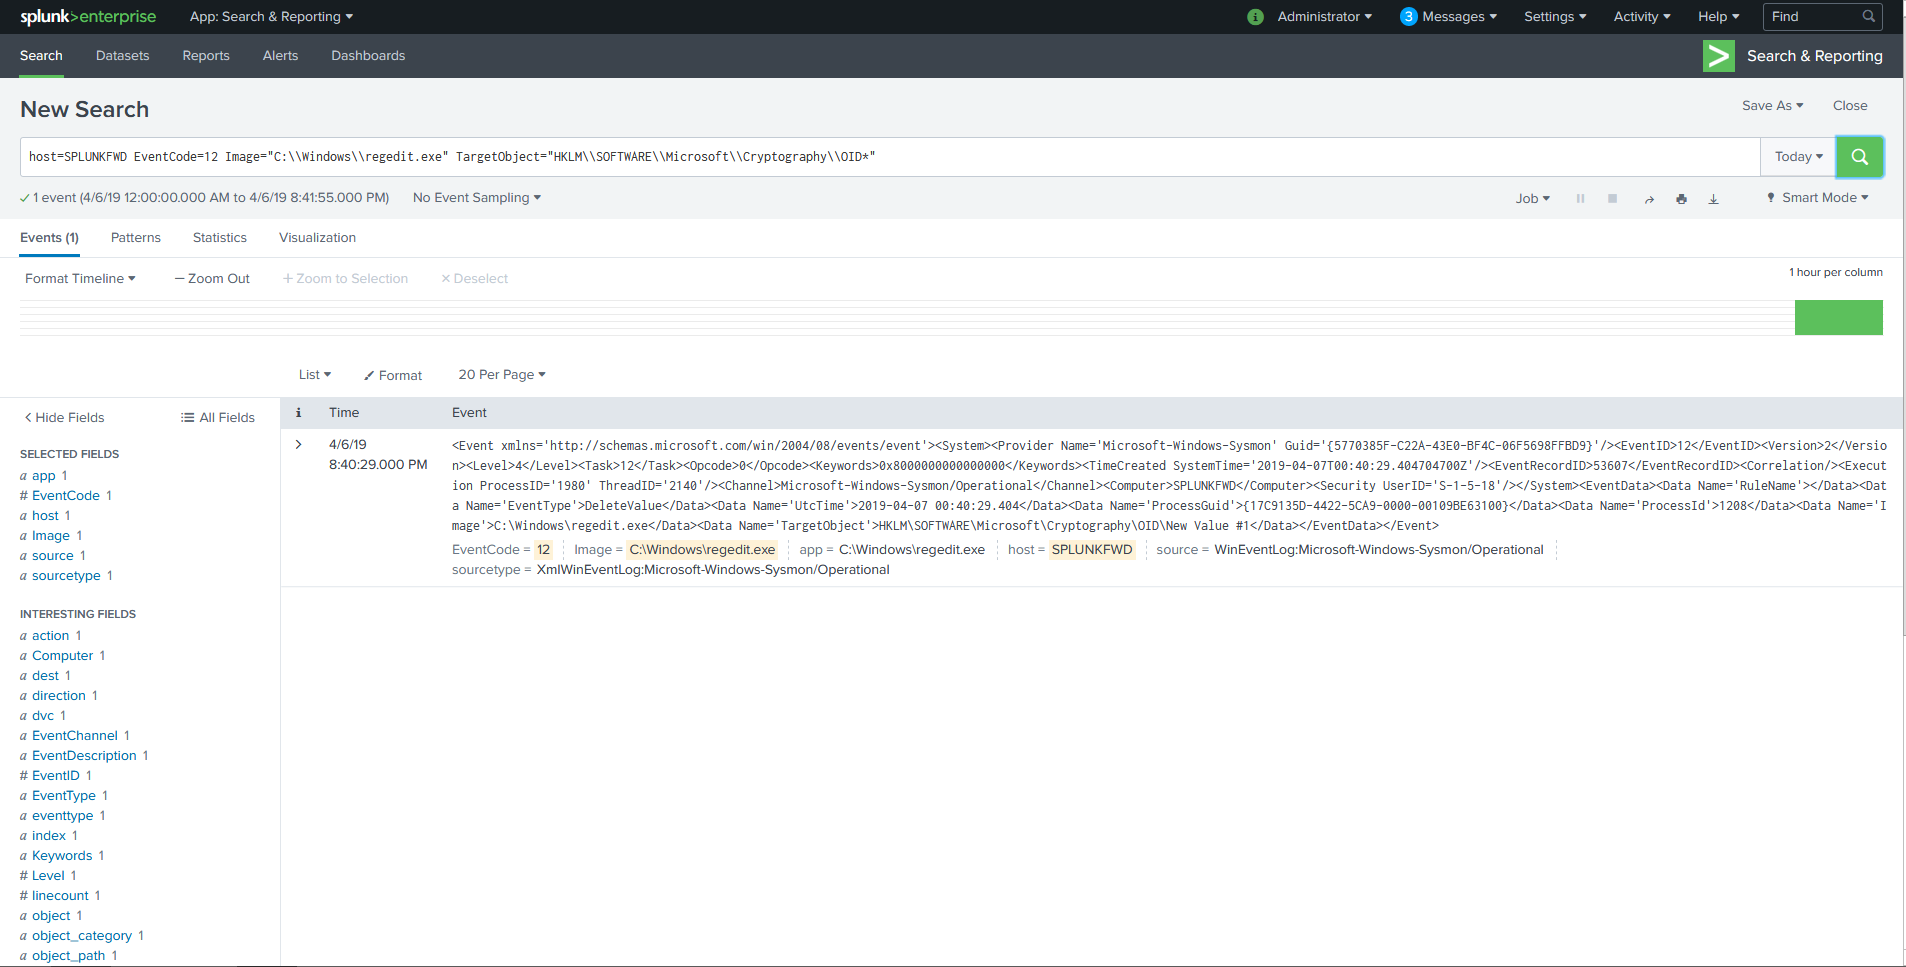 splunk>enterprise App: Search & Reporting i Administrator 3 Messages Settings Activity Help Find
Search Datasets Reports Alerts Dashboards Search & Reporting
New Search Save As Close
host=SPLUNKFWD EventCode=12 Image="C:\\Windows\\regedit.exe" TargetObject="HKLM\\SOFTWARE\\Microsoft\\Cryptography\\OID*" Today
1 event (4/6/19 12:00:00.000 AM to 4/6/19 8:41:55.000 PM) No Event Sampling Job Smart Mode
Events (1) Patterns Statistics Visualization
Format Timeline — Zoom Out + Zoom to Selection × Deselect 1 hour per column
List Format 20 Per Page
< Hide Fields All Fields i Time Event
SELECTED FIELDS
a app 1
# EventCode 1
a host 1
a Image 1
a source 1
a sourcetype 1
INTERESTING FIELDS
a action 1
a Computer 1
a dest 1
a direction 1
a dvc 1
a EventChannel 1
a EventDescription 1
# EventID 1
a EventType 1
a eventtype 1
a index 1
a Keywords 1
# Level 1
# linecount 1
a object 1
a object_category 1
a object_path 1
> 4/6/19
8:40:29.000 PM
<Event xmlns='http://schemas.microsoft.com/win/2004/08/events/event'><System><Provider Name='Microsoft-Windows-Sysmon' Guid='{5770385F-C22A-43E0-BF4C-06F5698FFBD9}'/><EventID>12</EventID><Version>2</Versio
n><Level>4</Level><Task>12</Task><Opcode>0</Opcode><Keywords>0x8000000000000000</Keywords><TimeCreated SystemTime='2019-04-07T00:40:29.404704700Z'/><EventRecordID>53607</EventRecordID><Correlation/><Execut
ion ProcessID='1980' ThreadID='2140'/><Channel>Microsoft-Windows-Sysmon/Operational</Channel><Computer>SPLUNKFWD</Computer><Security UserID='S-1-5-18'/></System><EventData><Data Name='RuleName'></Data><Dat
a Name='EventType'>DeleteValue</Data><Data Name='UtcTime'>2019-04-07 00:40:29.404</Data><Data Name='ProcessGuid'>{17C9135D-4422-5CA9-0000-00109BE63100}</Data><Data Name='ProcessId'>1208</Data><Data Name='I
mage'>C:\Windows\regedit.exe</Data><Data Name='TargetObject'>HKLM\SOFTWARE\Microsoft\Cryptography\OID\New Value #1</Data></EventData></Event>
EventCode = 12 Image = C:\Windows\regedit.exe app = C:\Windows\regedit.exe host = SPLUNKFWD source = WinEventLog:Microsoft-Windows-Sysmon/Operational
sourcetype = XmlWinEventLog:Microsoft-Windows-Sysmon/Operational